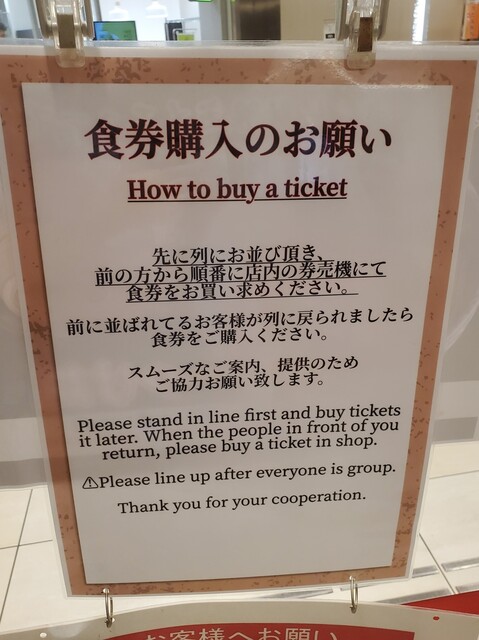 食券購入のお願い
How to buy a ticket
先に列にお並び頂き、
前の方から順番に店内の券売機にて
食券をお買い求めください。
前に並ばれてるお客様が列に戻られましたら
食券をご購入ください。
スムーズなご案内、提供のため
ご協力お願い致します。
Please stand in line first and buy tickets
it later. When the people in front of you
return, please buy a ticket in shop.
⚠Please line up after everyone is group.
Thank you for your cooperation.
お客様へお願い